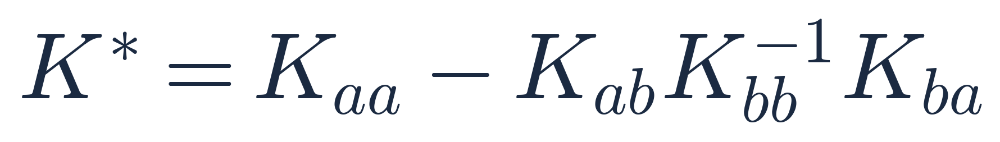 K^* = K_{aa} - K_{ab} K_{bb}^{-1} K_{ba}